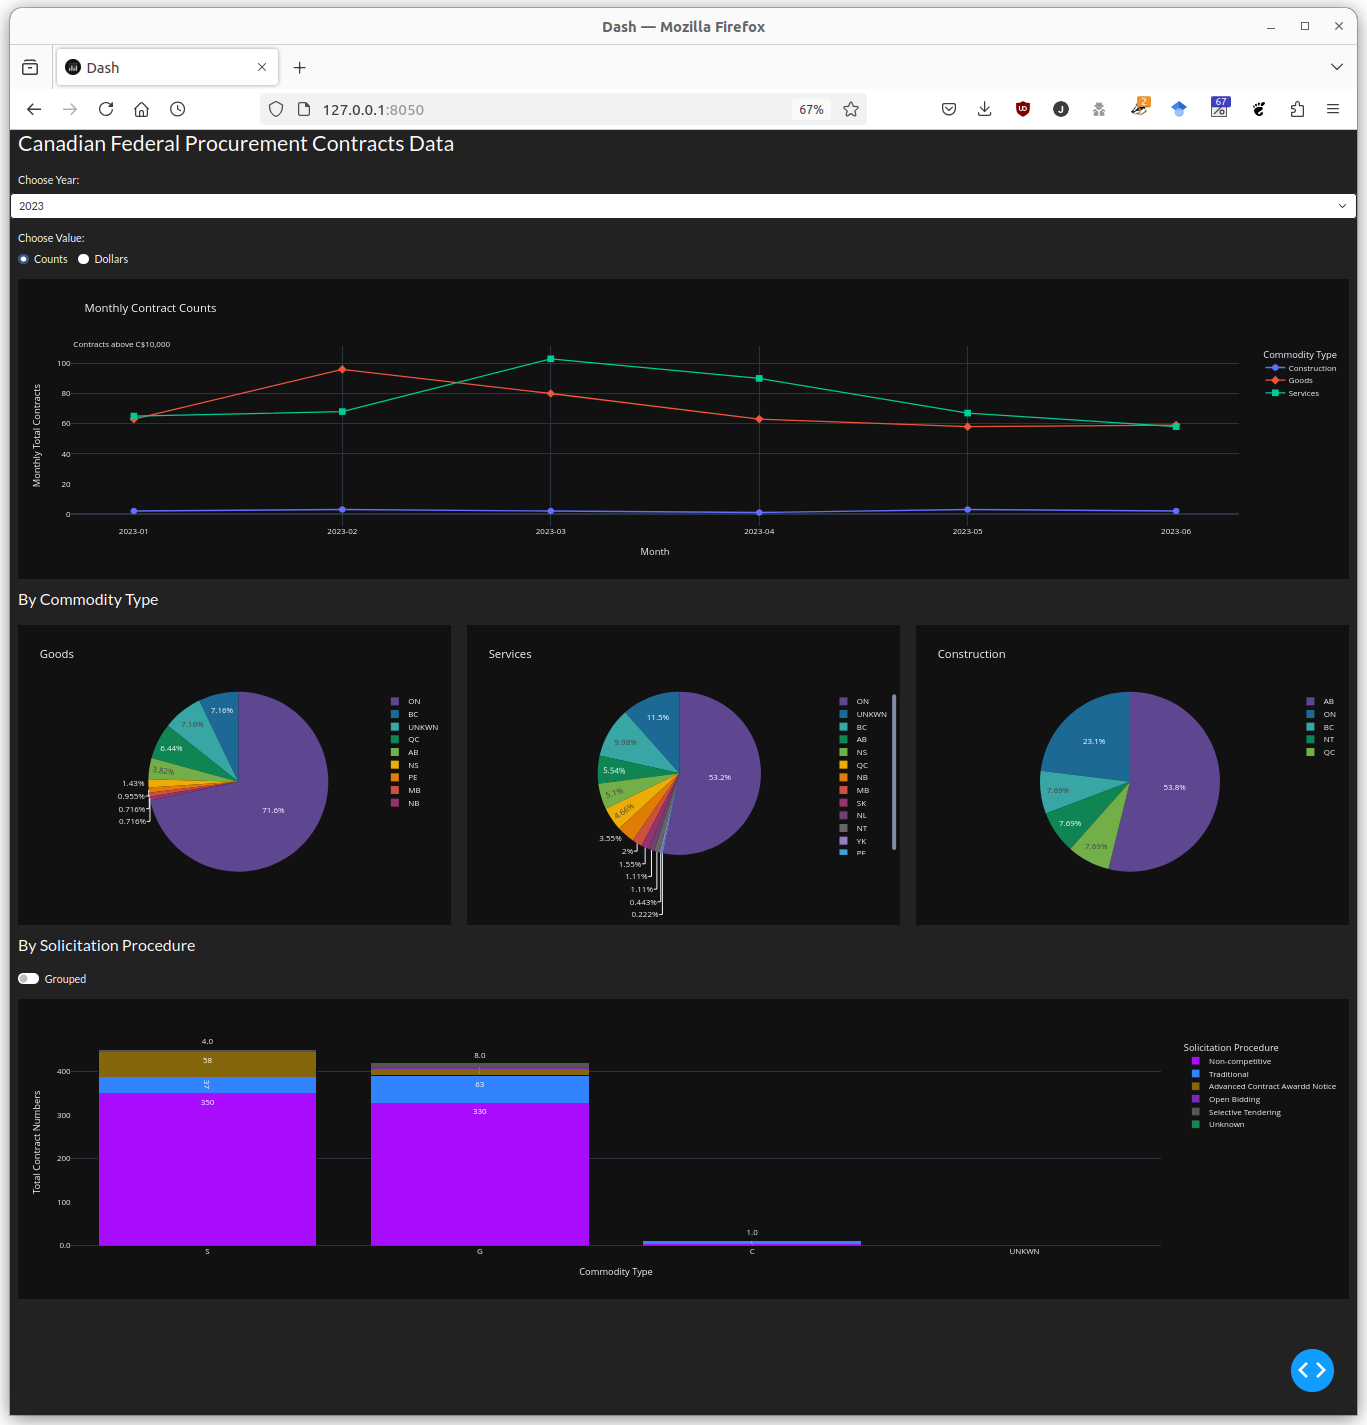 Dash — Mozilla Firefox
Dash
127.0.0.1:8050
67%
2
67
Canadian Federal Procurement Contracts Data
Choose Year:
2023
Choose Value:
Counts Dollars
Monthly Contract Counts
Contracts above C$10,000
100
80
60
40
20
0
Monthly Total Contracts
2023-01 2023-02 2023-03 2023-04 2023-05 2023-06
Month
Commodity Type
Construction
Goods
Services
By Commodity Type
Goods
7.16%
7.16%
6.44%
3.82%
1.43%
0.955%
0.716%
0.716%
71.6%
ON
BC
UNKWN
QC
AB
NS
PE
MB
NB
Services
11.5%
9.98%
5.54%
5.1%
4.66%
3.55%
2%
1.55%
1.11%
1.11%
0.443%
0.222%
53.2%
ON
UNKWN
BC
AB
NS
QC
NB
MB
SK
NL
NT
YK
PE
Construction
23.1%
7.69%
7.69%
7.69%
53.8%
AB
ON
BC
NT
QC
By Solicitation Procedure
Grouped
4.0
58
37
350
8.0
63
330
1.0
400
300
200
100
0.0
Total Contract Numbers
S G C UNKWN
Commodity Type
Solicitation Procedure
Non-competitive
Traditional
Advanced Contract Awardd Notice
Open Bidding
Selective Tendering
Unknown